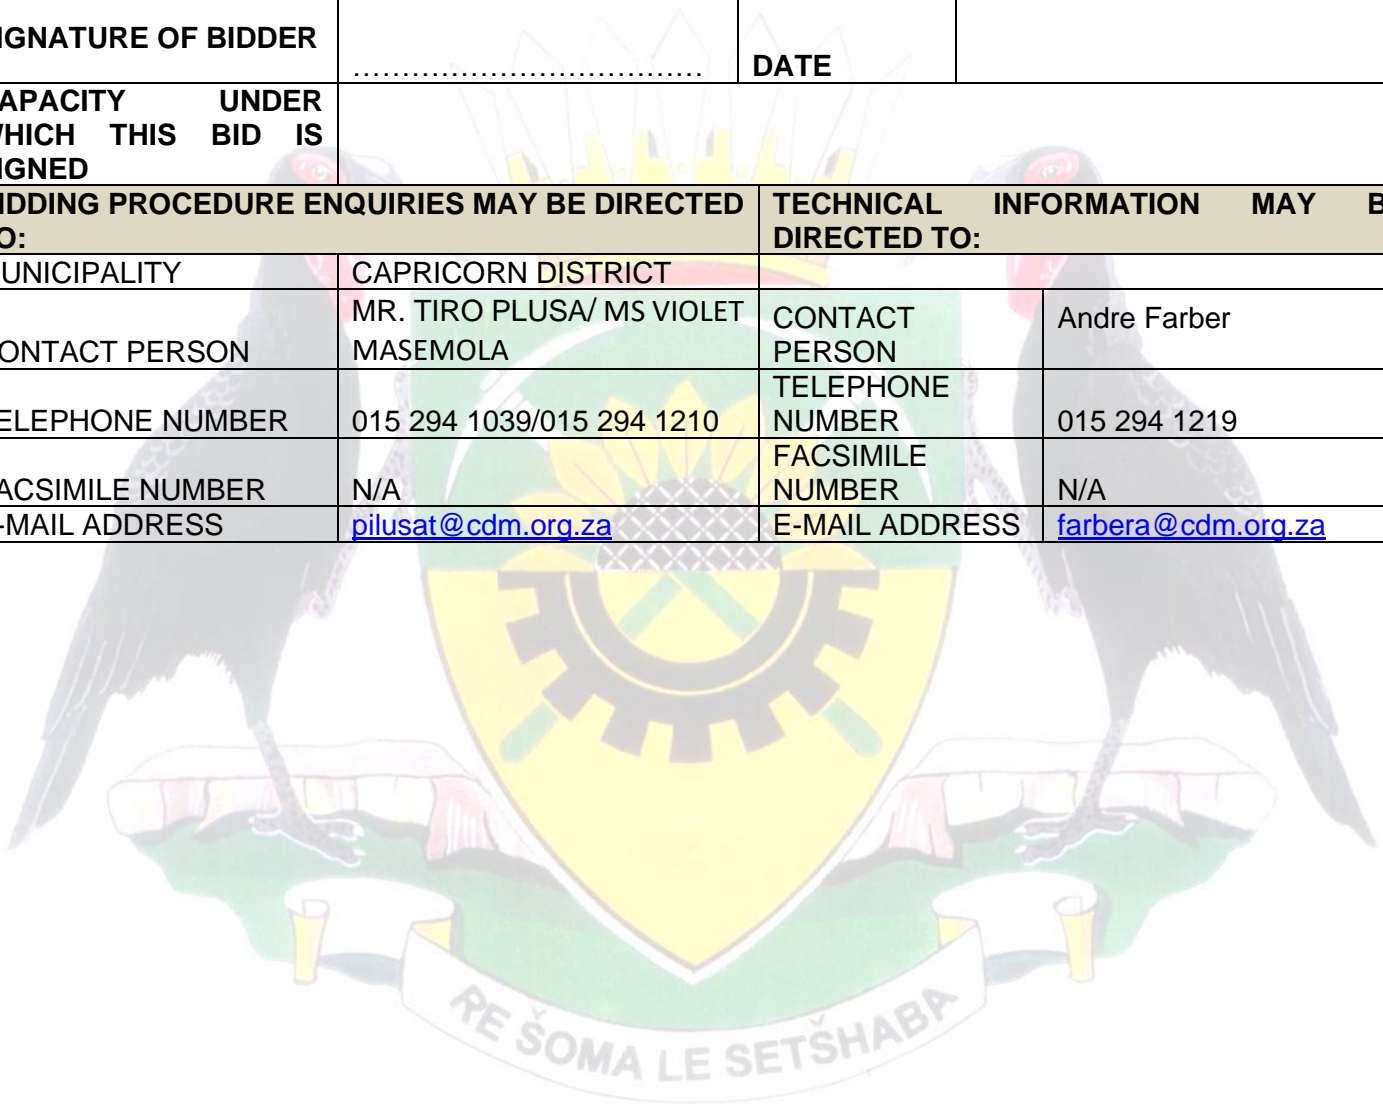 IGNATURE OF BIDDER ……………………………… DATE
APACITY UNDER
WHICH THIS BID IS
IGNED
IDDING PROCEDURE ENQUIRIES MAY BE DIRECTED
O:
TECHNICAL INFORMATION MAY B
DIRECTED TO:
UNICIPALITY CAPRICORN DISTRICT
ONTACT PERSON
MR. TIRO PLUSA/ MS VIOLET
MASEMOLA
CONTACT
PERSON
Andre Farber
ELEPHONE NUMBER 015 294 1039/015 294 1210
TELEPHONE
NUMBER
015 294 1219
ACSIMILE NUMBER N/A
FACSIMILE
NUMBER
N/A
-MAIL ADDRESS pilusat@cdm.org.za E-MAIL ADDRESS farbera@cdm.org.za
RE ŠOMA LE SETŠHABA